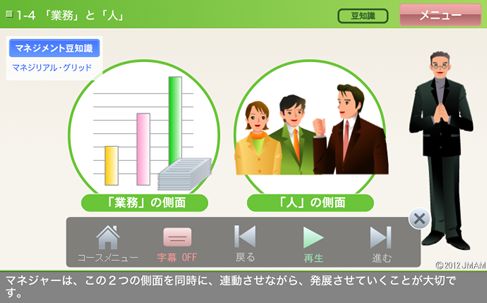 1-4 「業務」と「人」
豆知識
メニュー
マネジメント豆知識
マネジリアル・グリッド
「業務」の側面
「人」の側面
コースメニュー
字幕 OFF
戻る
再生
進む
©2012 JMAM
マネジャーは、この２つの側面を同時に、連動させながら、発展させていくことが大切で
す。